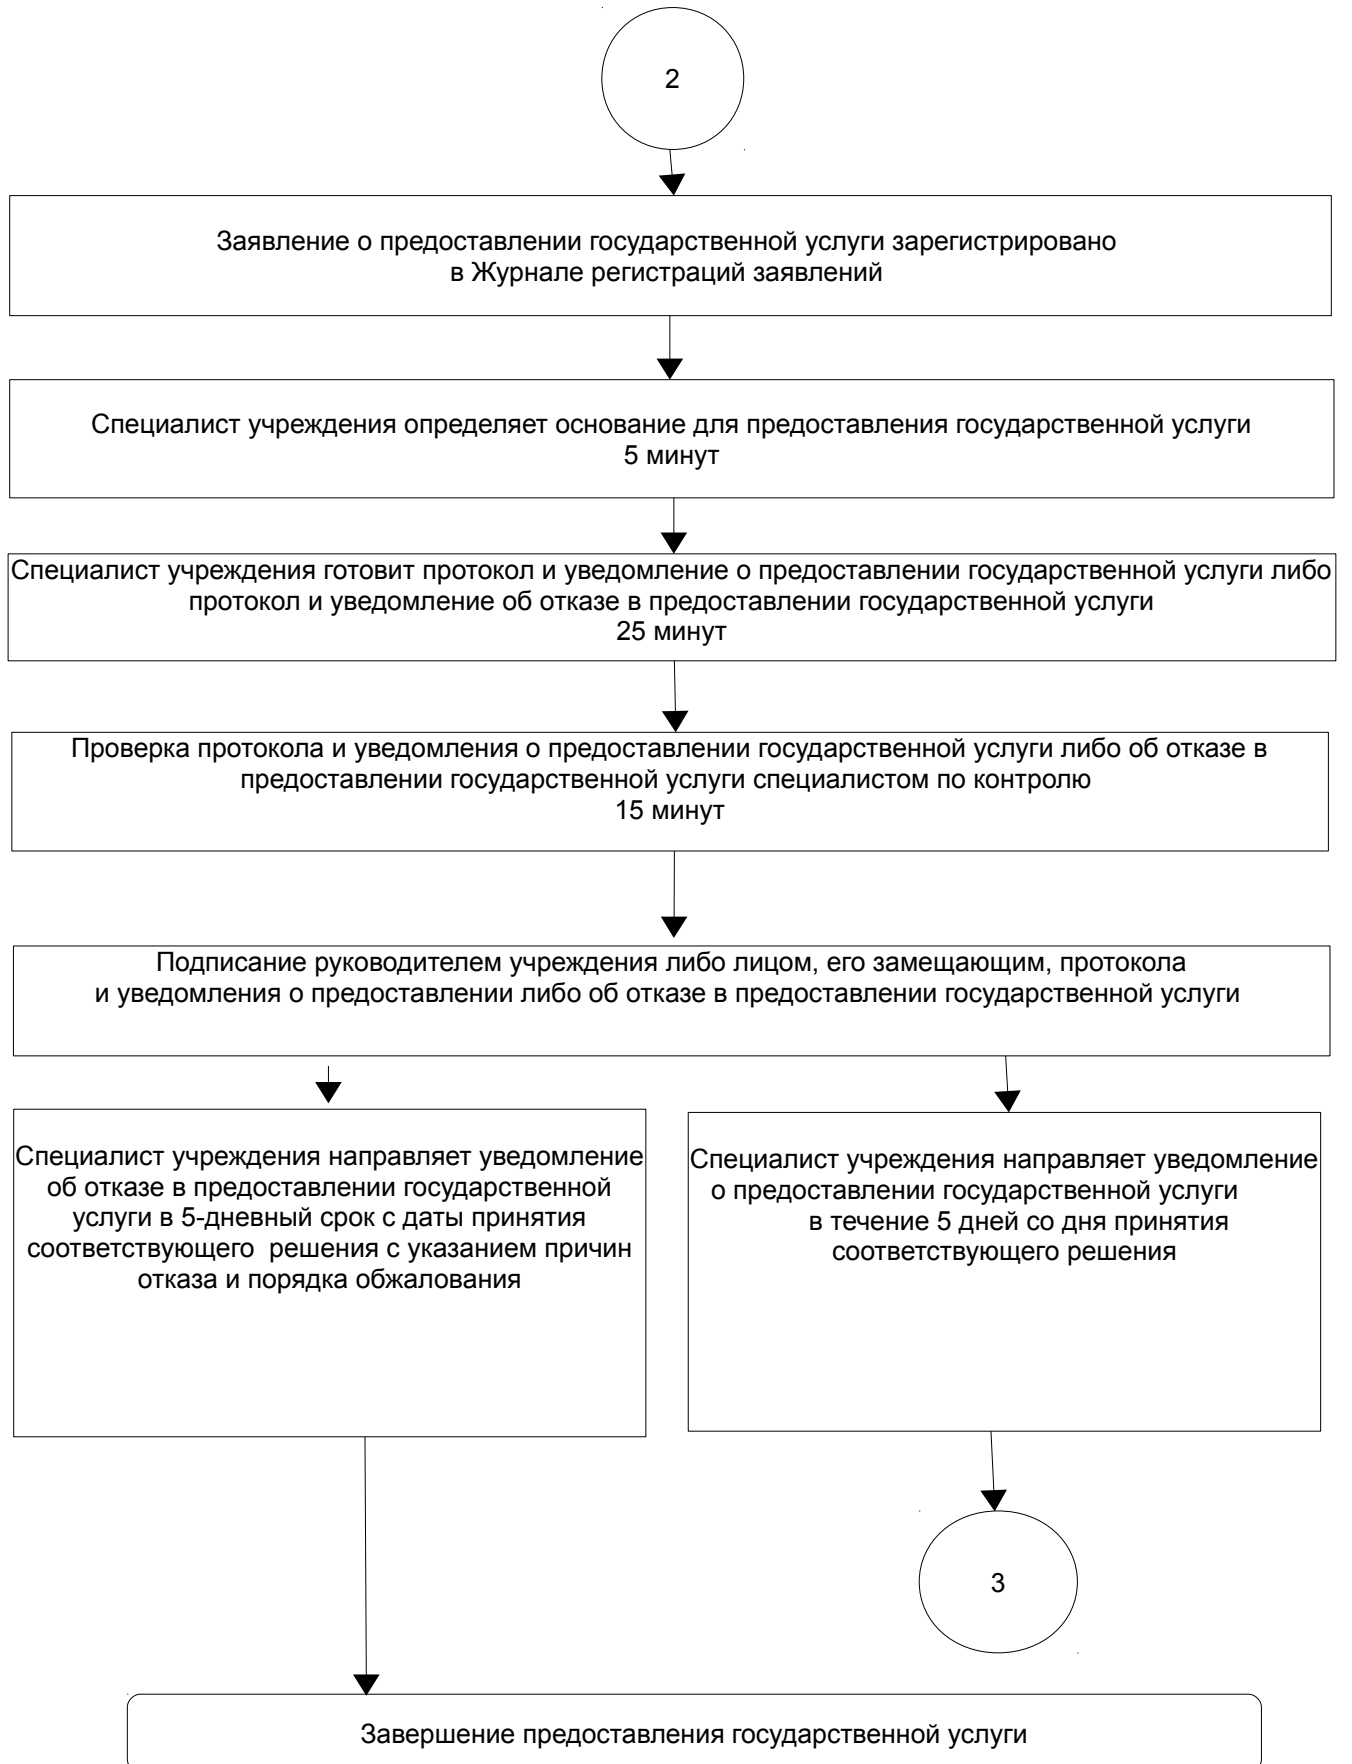 2
Заявление о предоставлении государственной услуги зарегистрировано
в Журнале регистраций заявлений
Специалист учреждения определяет основание для предоставления государственной услуги
5 минут
Специалист учреждения готовит протокол и уведомление о предоставлении государственной услуги либо
протокол и уведомление об отказе в предоставлении государственной услуги
25 минут
Проверка протокола и уведомления о предоставлении государственной услуги либо об отказе в
предоставлении государственной услуги специалистом по контролю
15 минут
Подписание руководителем учреждения либо лицом, его замещающим, протокола
и уведомления о предоставлении либо об отказе в предоставлении государственной услуги
Специалист учреждения направляет уведомление
об отказе в предоставлении государственной
услуги в 5-дневный срок с даты принятия
соответствующего решения с указанием причин
отказа и порядка обжалования
Специалист учреждения направляет уведомление
о предоставлении государственной услуги
в течение 5 дней со дня принятия
соответствующего решения
3
Завершение предоставления государственной услуги